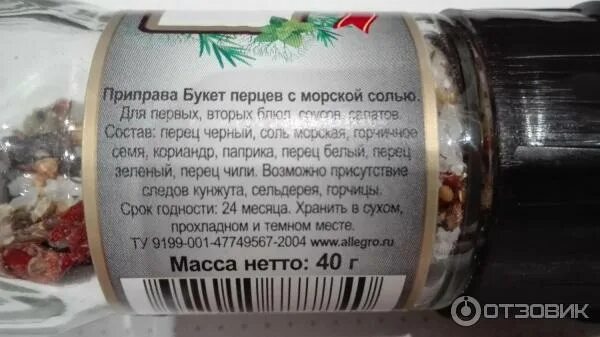 Приправа Букет перцев с морской солью.
Для первых, вторых блюд, соусов, салатов.
Состав: перец черный, соль морская, горчичное
семя, кориандр, паприка, перец белый, перец
зеленый, перец чили. Возможно присутствие
следов кунжута, сельдерея, горчицы.
Срок годности: 24 месяца. Хранить в сухом,
прохладном и темном месте.
ТУ 9199-001-47749567-2004 www.allegro.ru
Масса нетто: 40 г
ОТЗОВИК